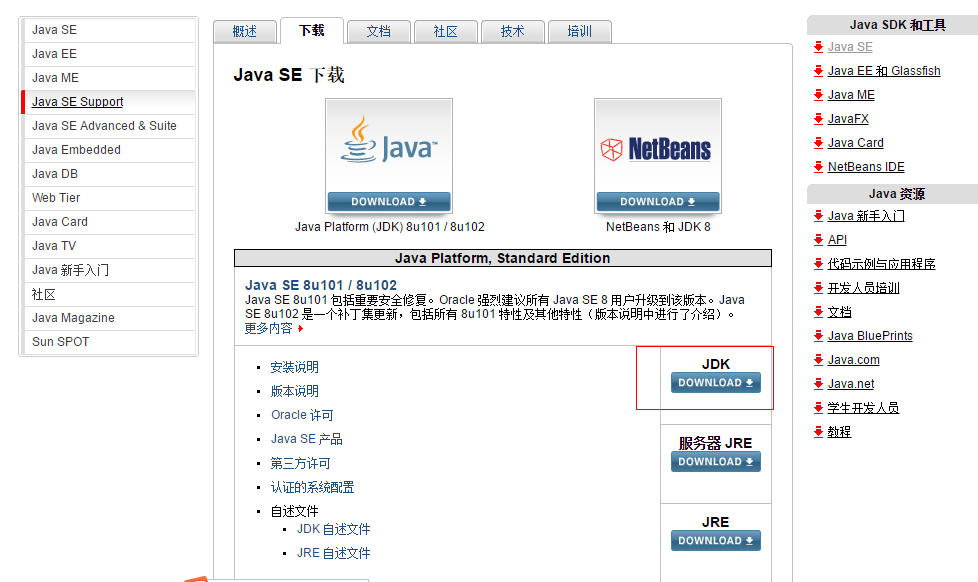 Java SE
Java EE
Java ME
Java SE Support
Java SE Advanced & Suite
Java Embedded
Java DB
Web Tier
Java Card
Java TV
Java 新手入门
社区
Java Magazine
Sun SPOT
概述
下载
文档
社区
技术
培训
Java SE 下载
Java™
DOWNLOAD
Java Platform (JDK) 8u101 / 8u102
NetBeans
DOWNLOAD
NetBeans 和 JDK 8
Java Platform, Standard Edition
Java SE 8u101 / 8u102
Java SE 8u101 包括重要安全修复。Oracle 强烈建议所有 Java SE 8 用户升级到该版本。Java
SE 8u102 是一个补丁集更新，包括所有 8u101 特性及其他特性（版本说明中进行了介绍）。
更多内容
安装说明
版本说明
Oracle 许可
Java SE 产品
第三方许可
认证的系统配置
自述文件
JDK 自述文件
JRE 自述文件
JDK
DOWNLOAD
服务器 JRE
DOWNLOAD
JRE
DOWNLOAD
Java SDK 和工具
Java SE
Java EE 和 Glassfish
Java ME
JavaFX
Java Card
NetBeans IDE
Java 资源
Java 新手入门
API
代码示例与应用程序
开发人员培训
文档
Java BluePrints
Java.com
Java.net
学生开发人员
教程